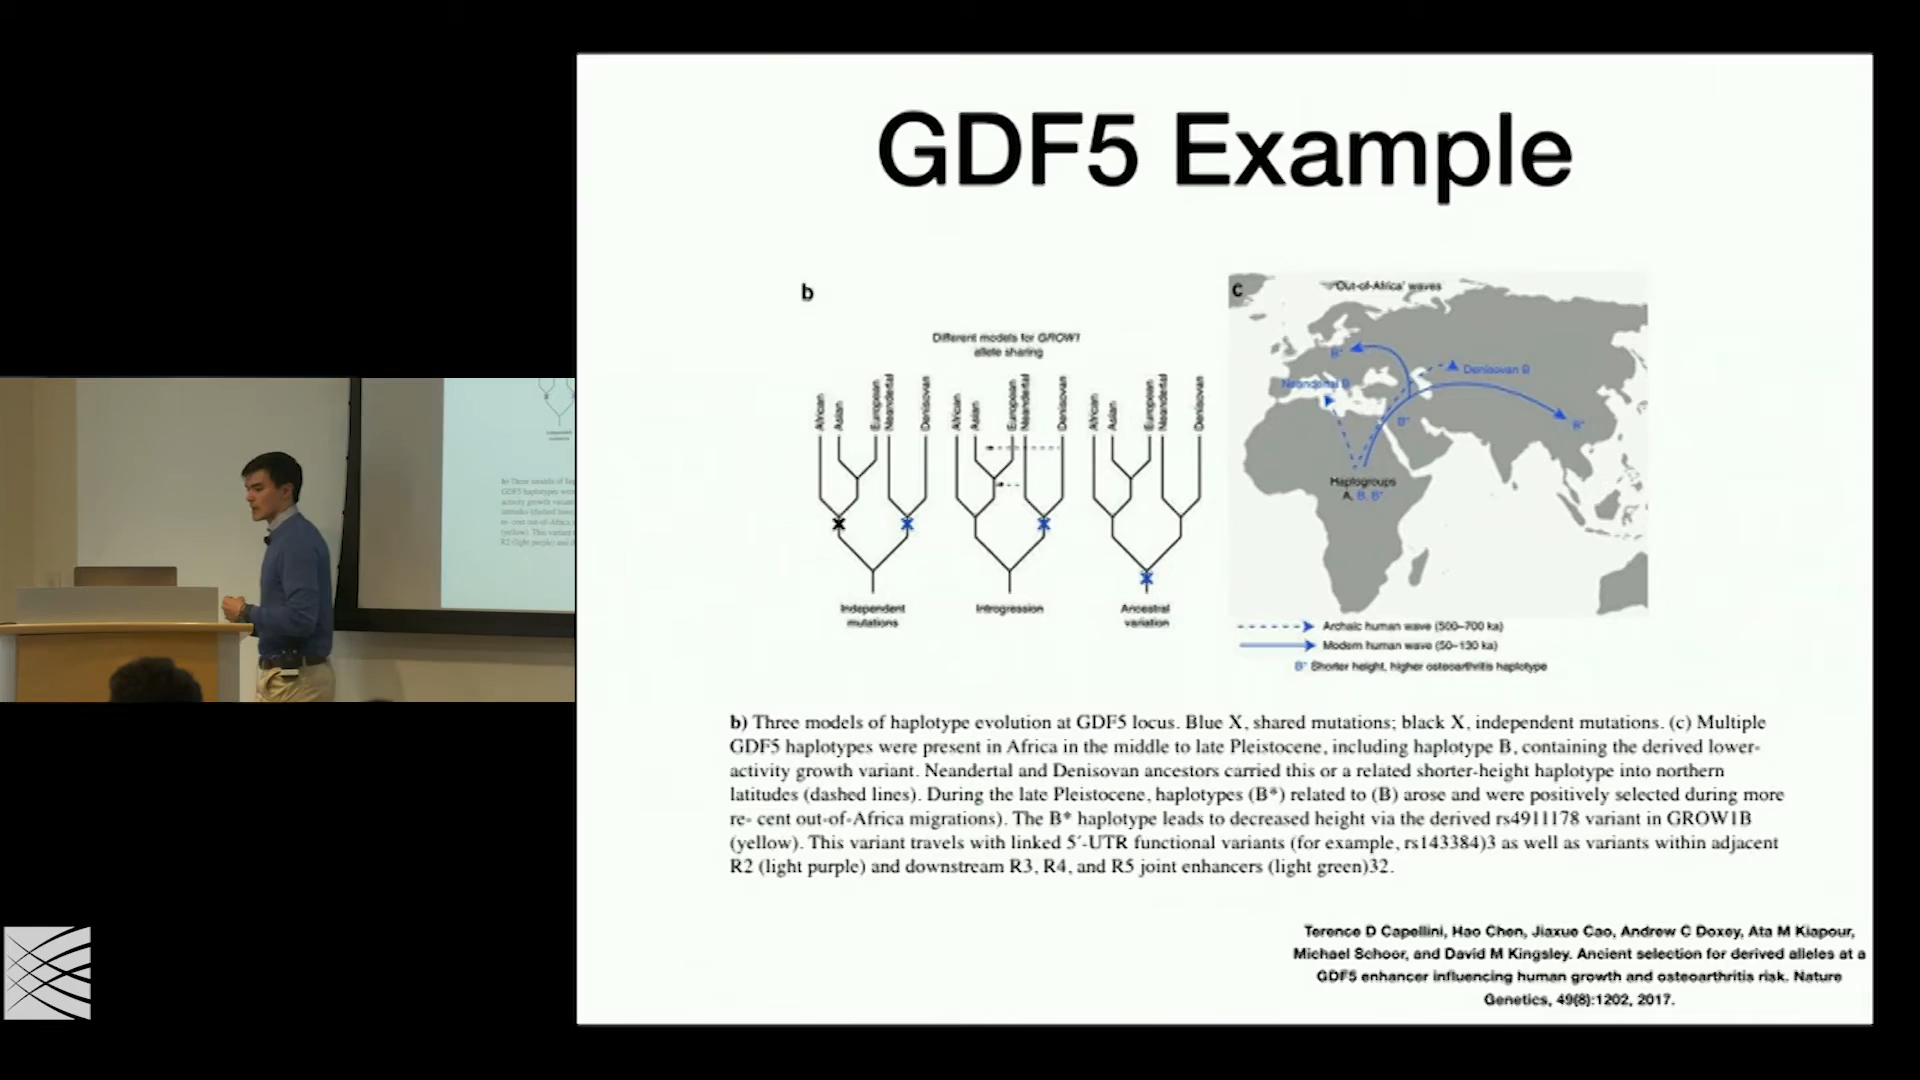 GDF5 Example
b
Different models for GROW1
allele sharing
African
Asian
European
Neandertal
Denisovan
African
Asian
European
Neandertal
Denisovan
African
Asian
European
Neandertal
Denisovan
Independent
mutations
Introgression
Ancestral
variation
c
'Out-of-Africa' waves
B*
Neandertal B
Denisovan B
B*
B*
Haplogroups
A, B, B*
Archaic human wave (500–700 ka)
Modern human wave (50–130 ka)
B* Shorter height, higher osteoarthritis haplotype
b) Three models of haplotype evolution at GDF5 locus. Blue X, shared mutations; black X, independent mutations. (c) Multiple
GDF5 haplotypes were present in Africa in the middle to late Pleistocene, including haplotype B, containing the derived lower-
activity growth variant. Neandertal and Denisovan ancestors carried this or a related shorter-height haplotype into northern
latitudes (dashed lines). During the late Pleistocene, haplotypes (B*) related to (B) arose and were positively selected during more
re- cent out-of-Africa migrations). The B* haplotype leads to decreased height via the derived rs4911178 variant in GROW1B
(yellow). This variant travels with linked 5´-UTR functional variants (for example, rs143384)3 as well as variants within adjacent
R2 (light purple) and downstream R3, R4, and R5 joint enhancers (light green)32.
Terence D Capellini, Hao Chen, Jiaxue Cao, Andrew C Doxey, Ata M Kiapour,
Michael Schoor, and David M Kingsley. Ancient selection for derived alleles at a
GDF5 enhancer influencing human growth and osteoarthritis risk. Nature
Genetics, 49(8):1202, 2017.